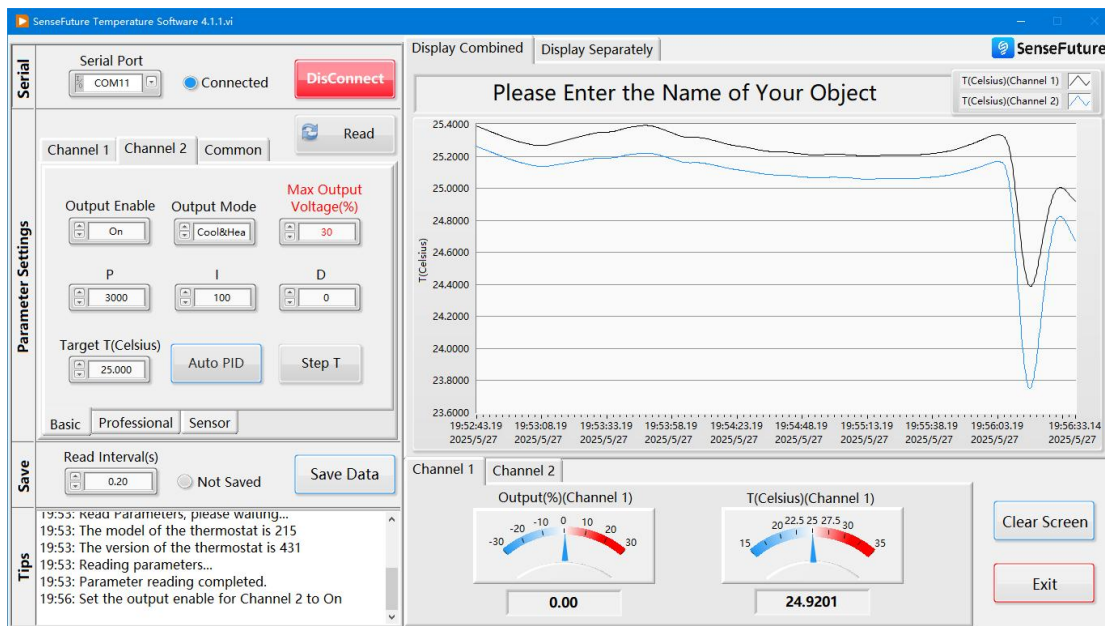 SenseFuture Temperature Software 4.1.1.vi
Serial
Serial Port
COM11
Connected
DisConnect
Parameter Settings
Read
Channel 1
Channel 2
Common
Output Enable
Output Mode
Max Output
Voltage(%)
On
Cool&Hea
30
P
I
D
3000
100
0
Target T(Celsius)
25.000
Auto PID
Step T
Basic
Professional
Sensor
Save
Read Interval(s)
0.20
Not Saved
Save Data
Tips
19:53: Read Parameters, please waiting...
19:53: The model of the thermostat is 215
19:53: The version of the thermostat is 431
19:53: Reading parameters...
19:53: Parameter reading completed.
19:56: Set the output enable for Channel 2 to On
Display Combined
Display Separately
SenseFuture
Please Enter the Name of Your Object
T(Celsius)(Channel 1)
T(Celsius)(Channel 2)
T(Celsius)
25.4000
25.2000
25.0000
24.8000
24.6000
24.4000
24.2000
24.0000
23.8000
23.6000
19:52:43.19 19:53:08.19 19:53:33.19 19:53:58.19 19:54:23.19 19:54:48.19 19:55:13.19 19:55:38.19 19:56:03.19 19:56:33.14
2025/5/27 2025/5/27 2025/5/27 2025/5/27 2025/5/27 2025/5/27 2025/5/27 2025/5/27 2025/5/27 2025/5/27
Channel 1
Channel 2
Output(%)(Channel 1)
-30 -20 -10 0 10 20 30
0.00
T(Celsius)(Channel 1)
15 20 22.5 25 27.5 30 35
24.9201
Clear Screen
Exit